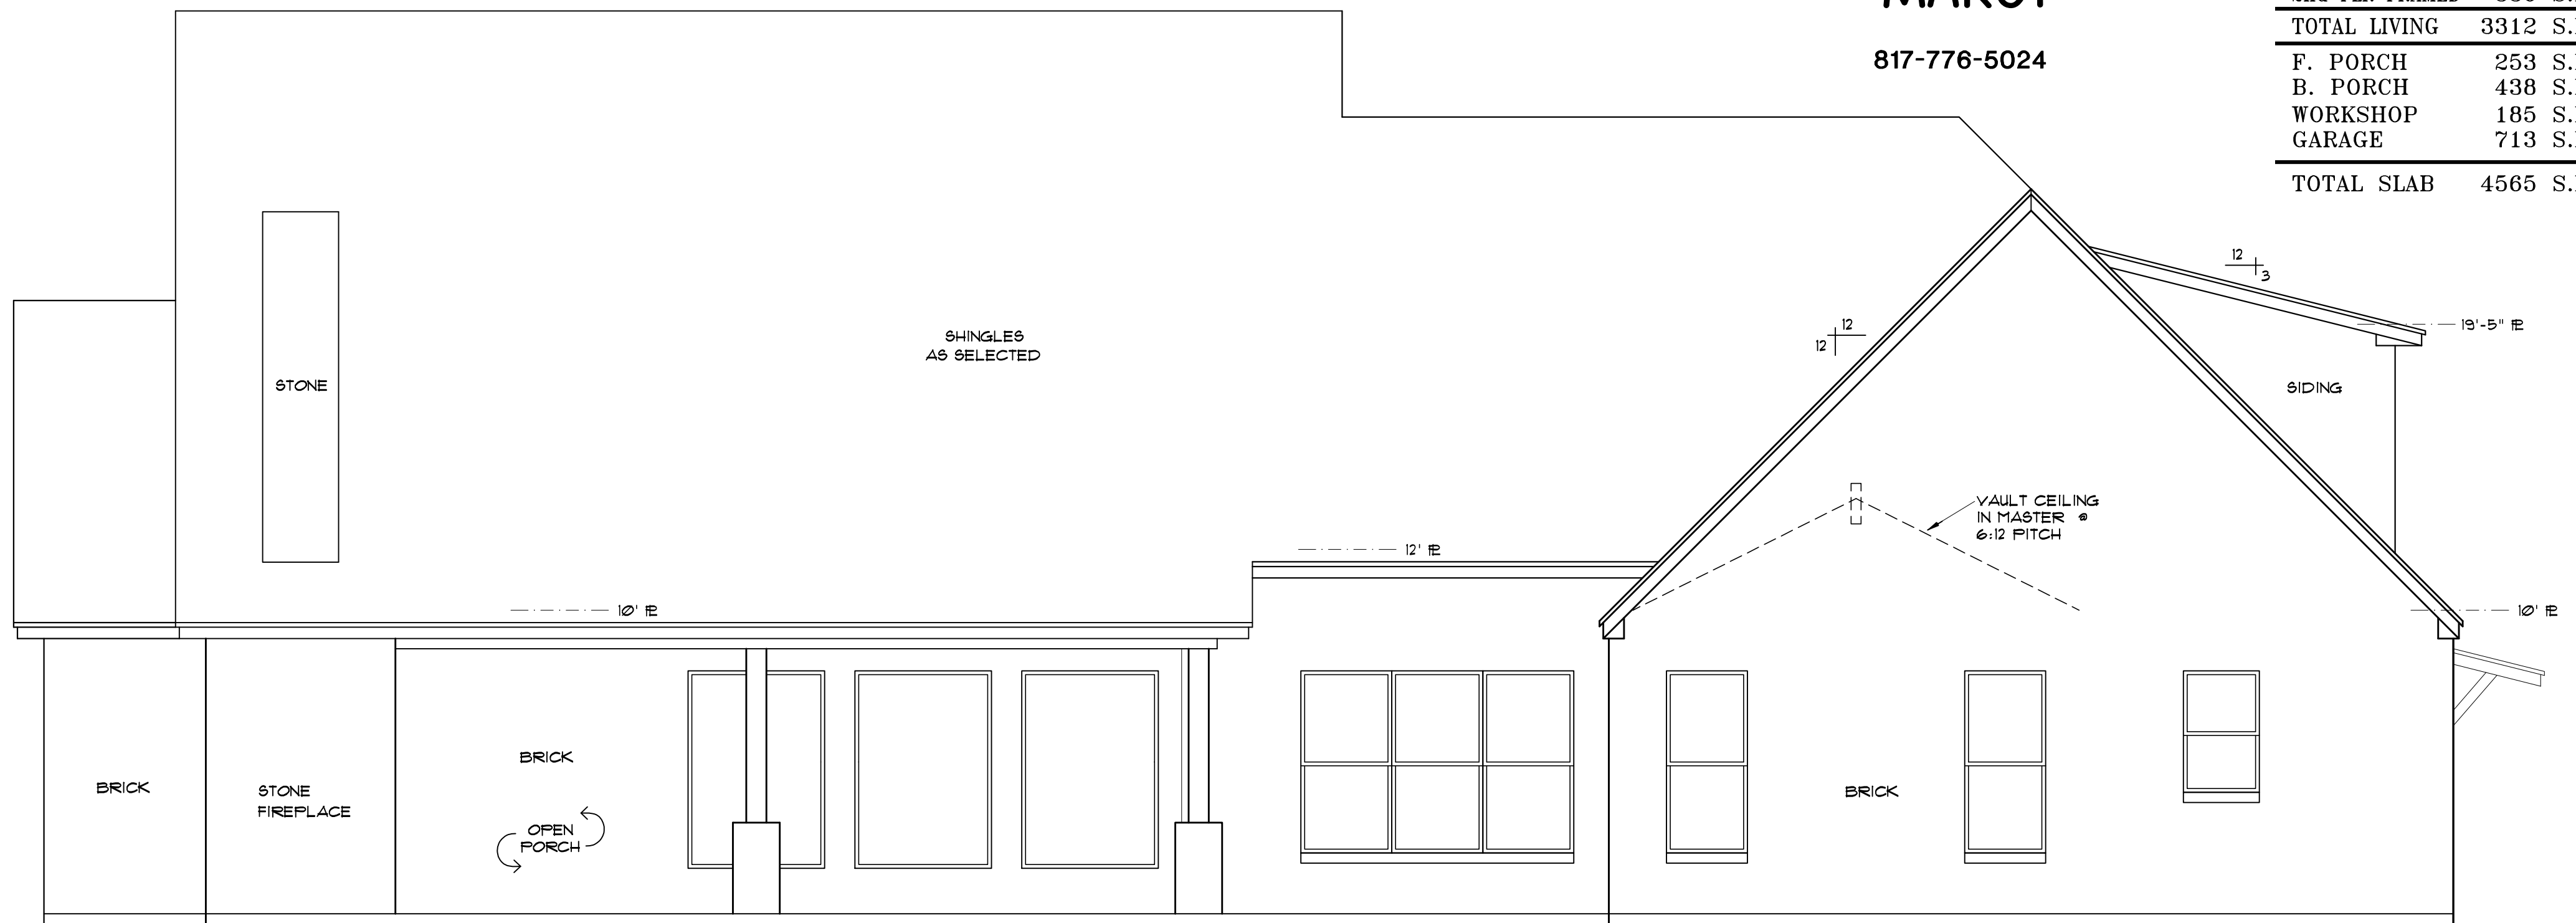 817-776-5024
TOTAL LIVING 3312 S.
F. PORCH 253 S.
B. PORCH 438 S.
WORKSHOP 185 S.
GARAGE 713 S.
TOTAL SLAB 4565 S.
12
3
19'-5" PL
12
12
SHINGLES
AS SELECTED
STONE
SIDING
VAULT CEILING
IN MASTER @
6:12 PITCH
12' PL
10' PL
10' PL
BRICK
STONE
FIREPLACE
BRICK
OPEN
PORCH
BRICK